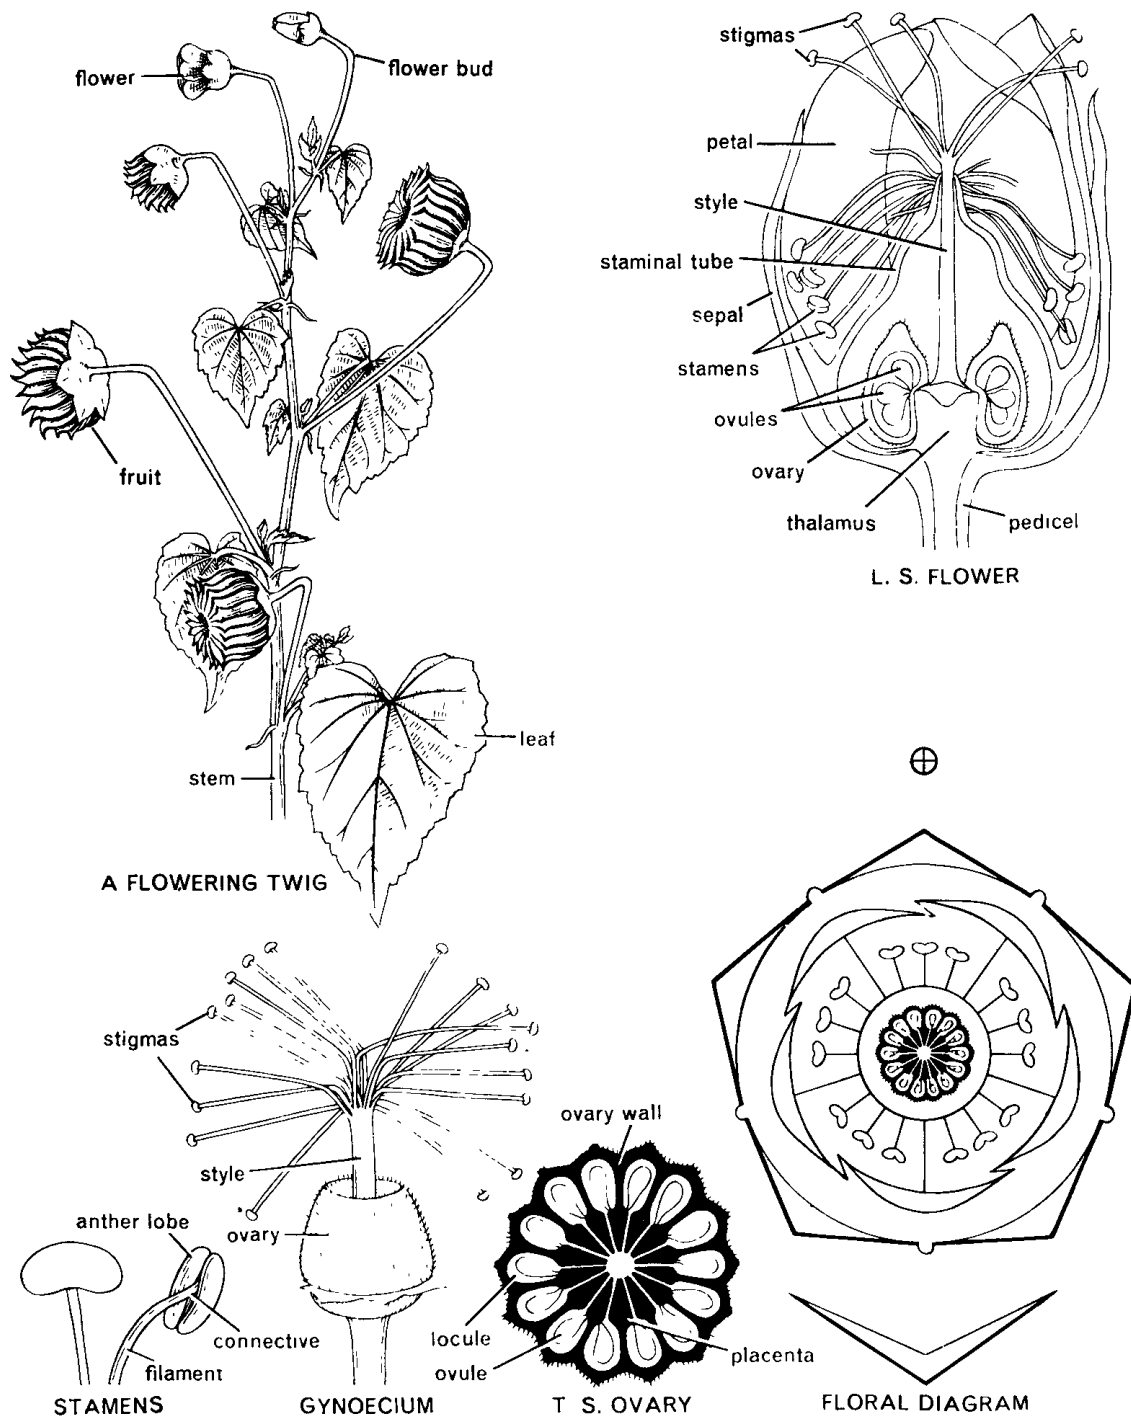 flower
flower bud
fruit
leaf
stem
A FLOWERING TWIG
stigmas
petal
style
staminal tube
sepal
stamens
ovules
ovary
thalamus
pedicel
L. S. FLOWER
stigmas
style
ovary
anther lobe
connective
filament
STAMENS
GYNOECIUM
ovary wall
locule
ovule
placenta
T S. OVARY
FLORAL DIAGRAM